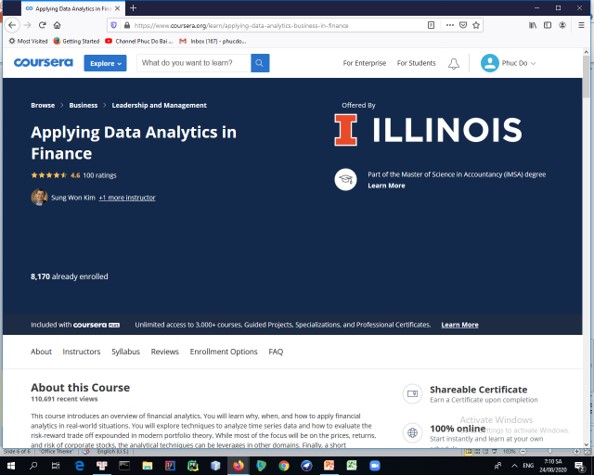 Applying Data Analytics in Fin
https://www.coursera.org/learn/applying-data-analytics-business-in-finance
Most Visited Getting Started Channel Phuc Do Bai ... Inbox (167) - phucdo...
coursera Explore What do you want to learn? For Enterprise For Students Phuc Do
Browse > Business > Leadership and Management
Offered By
Applying Data Analytics in
Finance
I ILLINOIS
4.6 100 ratings
Part of the Master of Science in Accountancy (iMSA) degree
Learn More
Sung Won Kim +1 more instructor
8,170 already enrolled
Included with coursera PLUS Unlimited access to 3,000+ courses, Guided Projects, Specializations, and Professional Certificates. Learn More
About Instructors Syllabus Reviews Enrollment Options FAQ
About this Course
110,691 recent views
This course introduces an overview of financial analytics. You will learn why, when, and how to apply financial
analytics in real-world situations. You will explore techniques to analyze time series data and how to evaluate the
risk-reward trade off expounded in modern portfolio theory. While most of the focus will be on the prices, returns,
and risk of corporate stocks, the analytical techniques can be leverages in other domains. Finally, a short
Shareable Certificate
Earn a Certificate upon completion
100% online
Start instantly and learn at your own
Activate Windows
ttings to activate Windows.
Slide 6 of 6 "Office Theme" English (U.S.) 100%
ENG 7:10 SA
24/08/2020